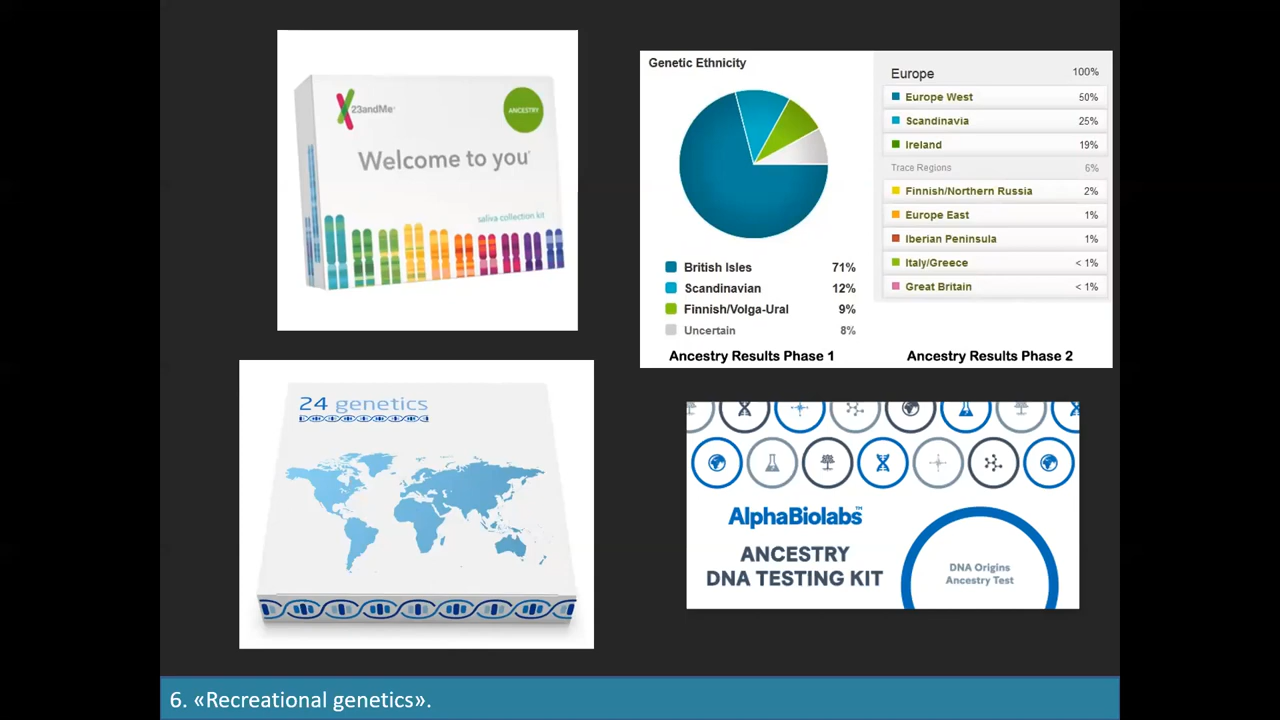 23andMe
ANCESTRY
Welcome to you
saliva collection kit
Genetic Ethnicity
British Isles 71%
Scandinavian 12%
Finnish/Volga-Ural 9%
Uncertain 8%
Ancestry Results Phase 1
Europe 100%
Europe West 50%
Scandinavia 25%
Ireland 19%
Trace Regions 6%
Finnish/Northern Russia 2%
Europe East 1%
Iberian Peninsula 1%
Italy/Greece < 1%
Great Britain < 1%
Ancestry Results Phase 2
24 genetics
AlphaBiolabs™
ANCESTRY
DNA TESTING KIT
DNA Origins
Ancestry Test
6. «Recreational genetics».